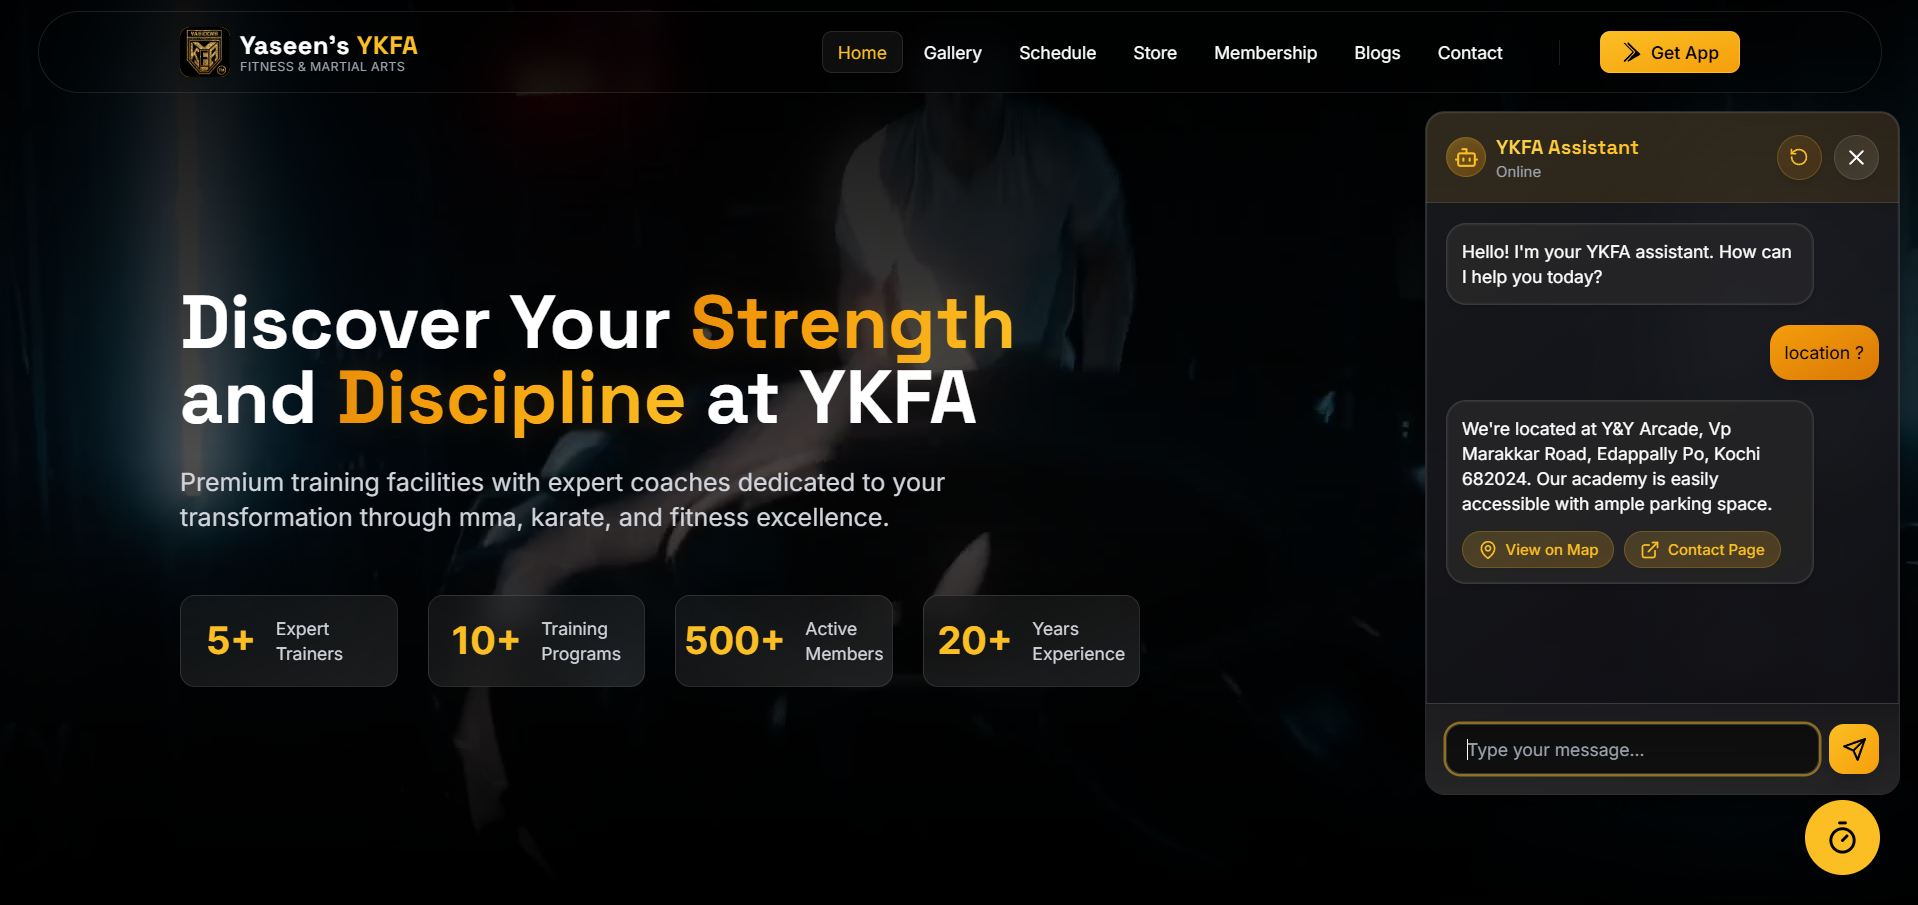 Yaseen's YKFA
FITNESS & MARTIAL ARTS
Home
Gallery
Schedule
Store
Membership
Blogs
Contact
Get App
Discover Your Strength
and Discipline at YKFA
Premium training facilities with expert coaches dedicated to your
transformation through mma, karate, and fitness excellence.
5+
Expert
Trainers
10+
Training
Programs
500+
Active
Members
20+
Years
Experience
YKFA Assistant
Online
Hello! I'm your YKFA assistant. How can
I help you today?
location ?
We're located at Y&Y Arcade, Vp
Marakkar Road, Edappally Po, Kochi
682024. Our academy is easily
accessible with ample parking space.
View on Map
Contact Page
Type your message...